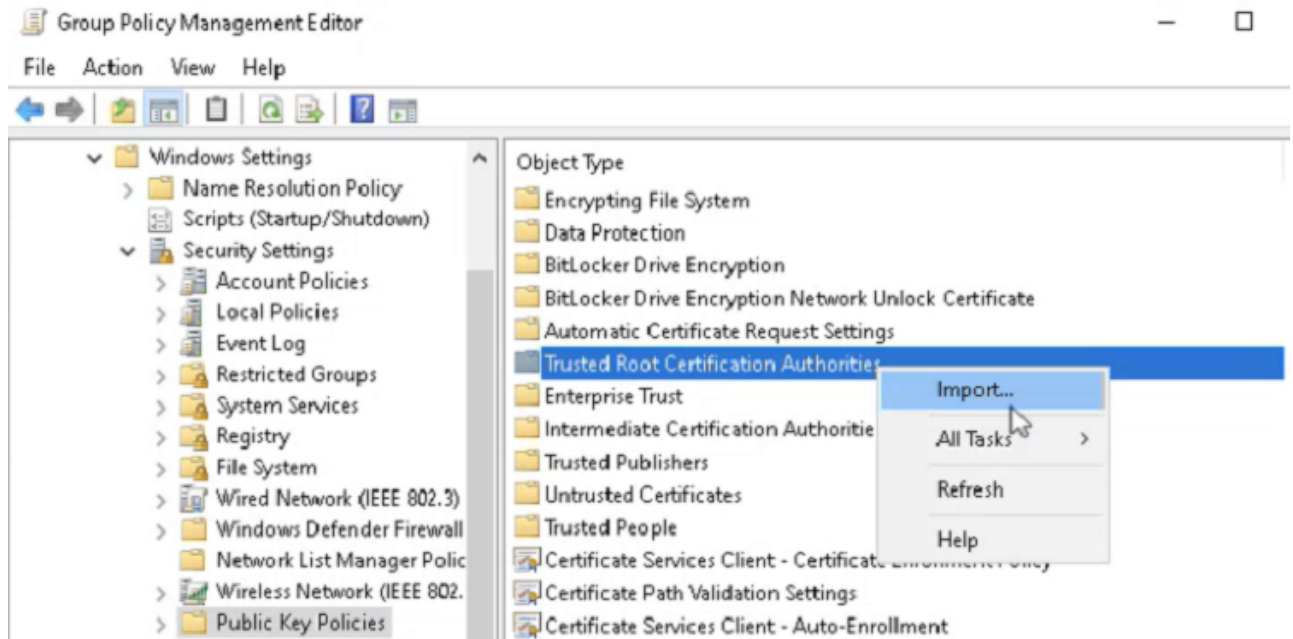 Group Policy Management Editor
File Action View Help
Windows Settings
Name Resolution Policy
Scripts (Startup/Shutdown)
Security Settings
Account Policies
Local Policies
Event Log
Restricted Groups
System Services
Registry
File System
Wired Network (IEEE 802.3)
Windows Defender Firewall
Network List Manager Polic
Wireless Network (IEEE 802.
Public Key Policies
Object Type
Encrypting File System
Data Protection
BitLocker Drive Encryption
BitLocker Drive Encryption Network Unlock Certificate
Automatic Certificate Request Settings
Trusted Root Certification Authorities
Enterprise Trust
Intermediate Certification Authoritie
Trusted Publishers
Untrusted Certificates
Trusted People
Certificate Services Client - Certificate Enrollment Policy
Certificate Path Validation Settings
Certificate Services Client - Auto-Enrollment
Import...
All Tasks
Refresh
Help